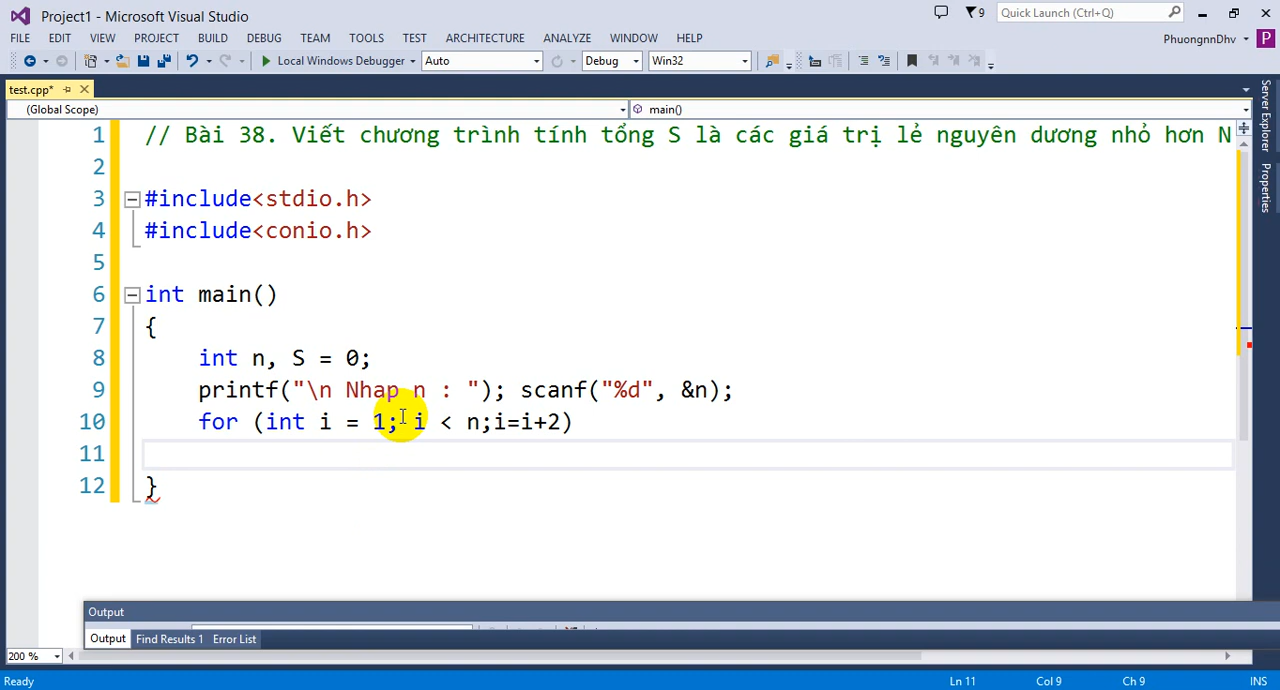 Project1 - Microsoft Visual Studio
9
Quick Launch (Ctrl+Q)
FILE EDIT VIEW PROJECT BUILD DEBUG TEAM TOOLS TEST ARCHITECTURE ANALYZE WINDOW HELP
PhuongnnDhv
P
Local Windows Debugger
Auto
Debug
Win32
test.cpp*
(Global Scope)
main()
Server Explorer
Properties
1 // Bài 38. Viết chương trình tính tổng S là các giá trị lẻ nguyên dương nhỏ hơn N
2
3 #include<stdio.h>
4 #include<conio.h>
5
6 int main()
7 {
8 int n, S = 0;
9 printf("\n Nhap n : "); scanf("%d", &n);
10 for (int i = 1; i < n;i=i+2)
11
12 }
Output
Output Find Results 1 Error List
200 %
Ready
Ln 11 Col 9 Ch 9 INS